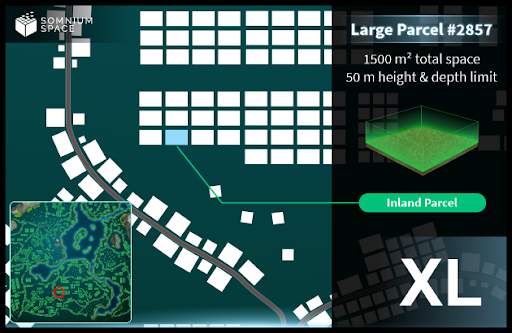 SOMNIUM
SPACE
Large Parcel #2857
1500 m² total space
50 m height & depth limit
Inland Parcel
XL